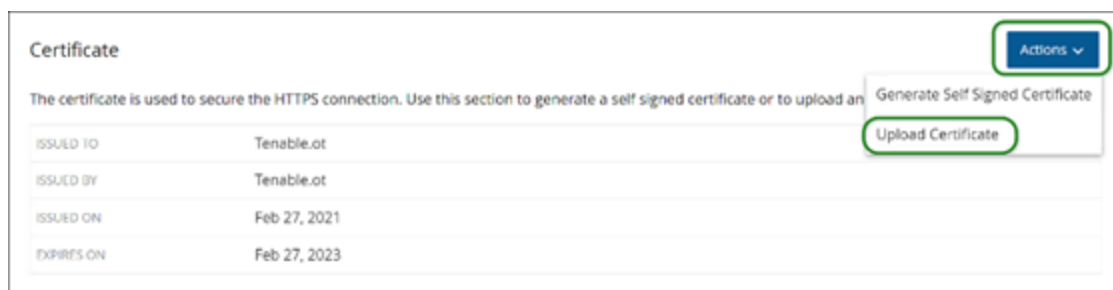 Certificate
Actions
The certificate is used to secure the HTTPS connection. Use this section to generate a self signed certificate or to upload an
Generate Self Signed Certificate
Upload Certificate
ISSUED TO Tenable.ot
ISSUED BY Tenable.ot
ISSUED ON Feb 27, 2021
EXPIRES ON Feb 27, 2023